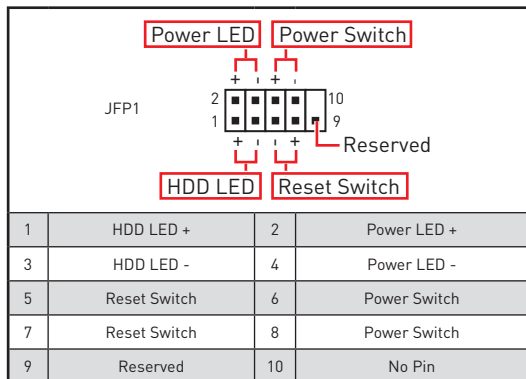 Power LED Power Switch
+ - + -
JFP1
2 10
1 9
+ - - +
Reserved
HDD LED Reset Switch
1 HDD LED + 2 Power LED +
3 HDD LED - 4 Power LED -
5 Reset Switch 6 Power Switch
7 Reset Switch 8 Power Switch
9 Reserved 10 No Pin